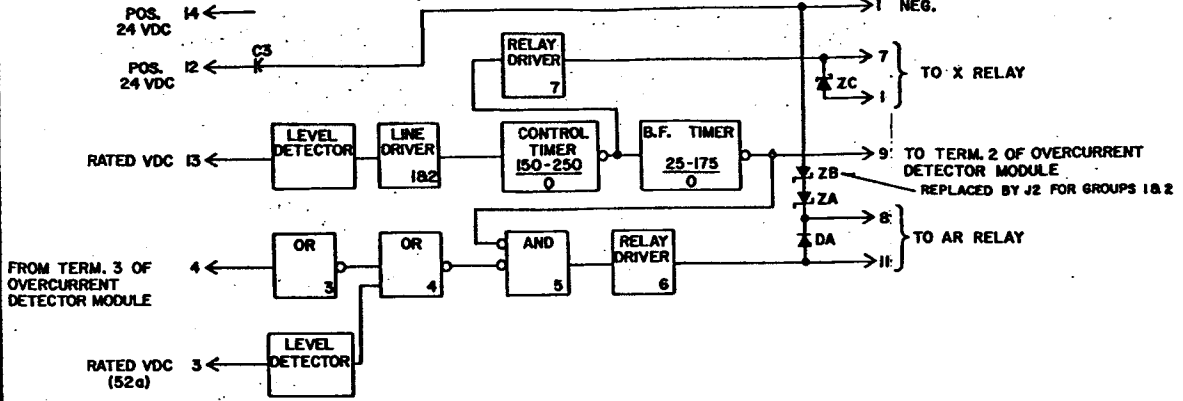 POS. 14
24 VDC
1 NEG.
C3
POS. 12
24 VDC
RELAY
DRIVER
7
7
ZC
1
TO X RELAY
RATED VDC 13
LEVEL
DETECTOR
LINE
DRIVER
1&2
CONTROL
TIMER
150-250
0
B.F. TIMER
25-175
0
9 TO TERM. 2 OF OVERCURRENT
DETECTOR MODULE
ZB
REPLACED BY J2 FOR GROUPS 1&2
ZA
8
DA
11
TO AR RELAY
FROM TERM. 3 OF
OVERCURRENT
DETECTOR MODULE
4
OR
3
OR
4
AND
5
RELAY
DRIVER
6
RATED VDC 3
(52a)
LEVEL
DETECTOR